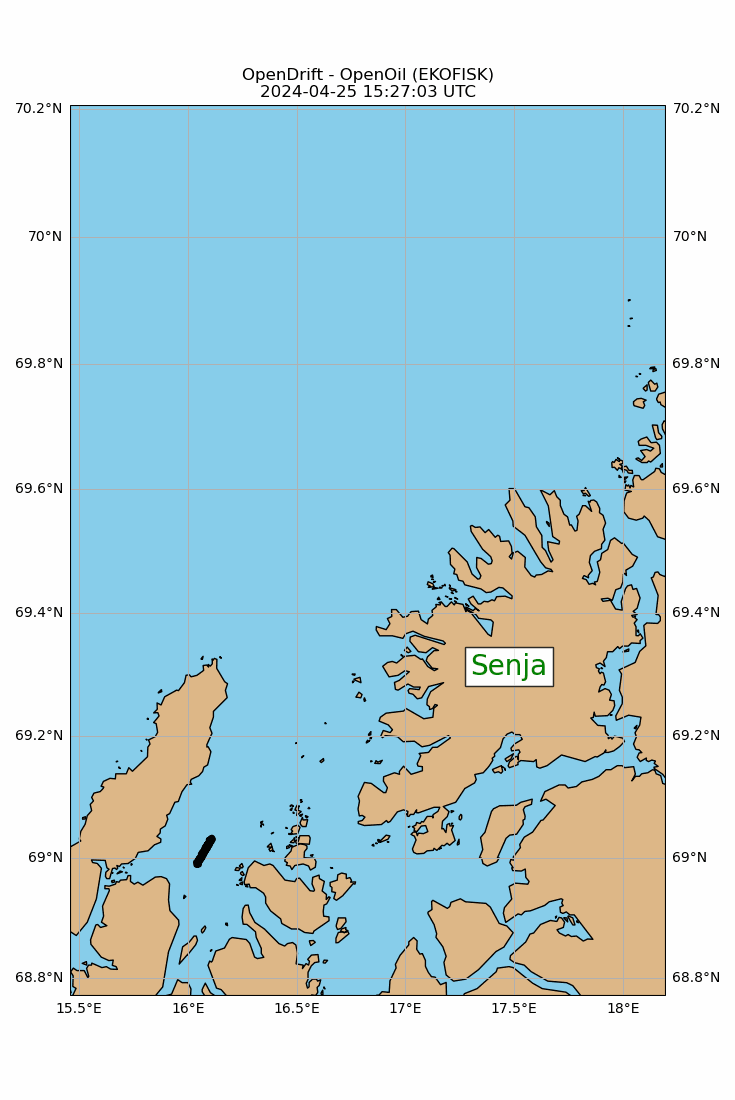 OpenDrift - OpenOil (EKOFISK)
2024-04-25 15:27:03 UTC
70.2°N 70.2°N
70°N 70°N
69.8°N 69.8°N
69.6°N 69.6°N
69.4°N 69.4°N
Senja
69.2°N 69.2°N
69°N 69°N
68.8°N 68.8°N
15.5°E 16°E 16.5°E 17°E 17.5°E 18°E